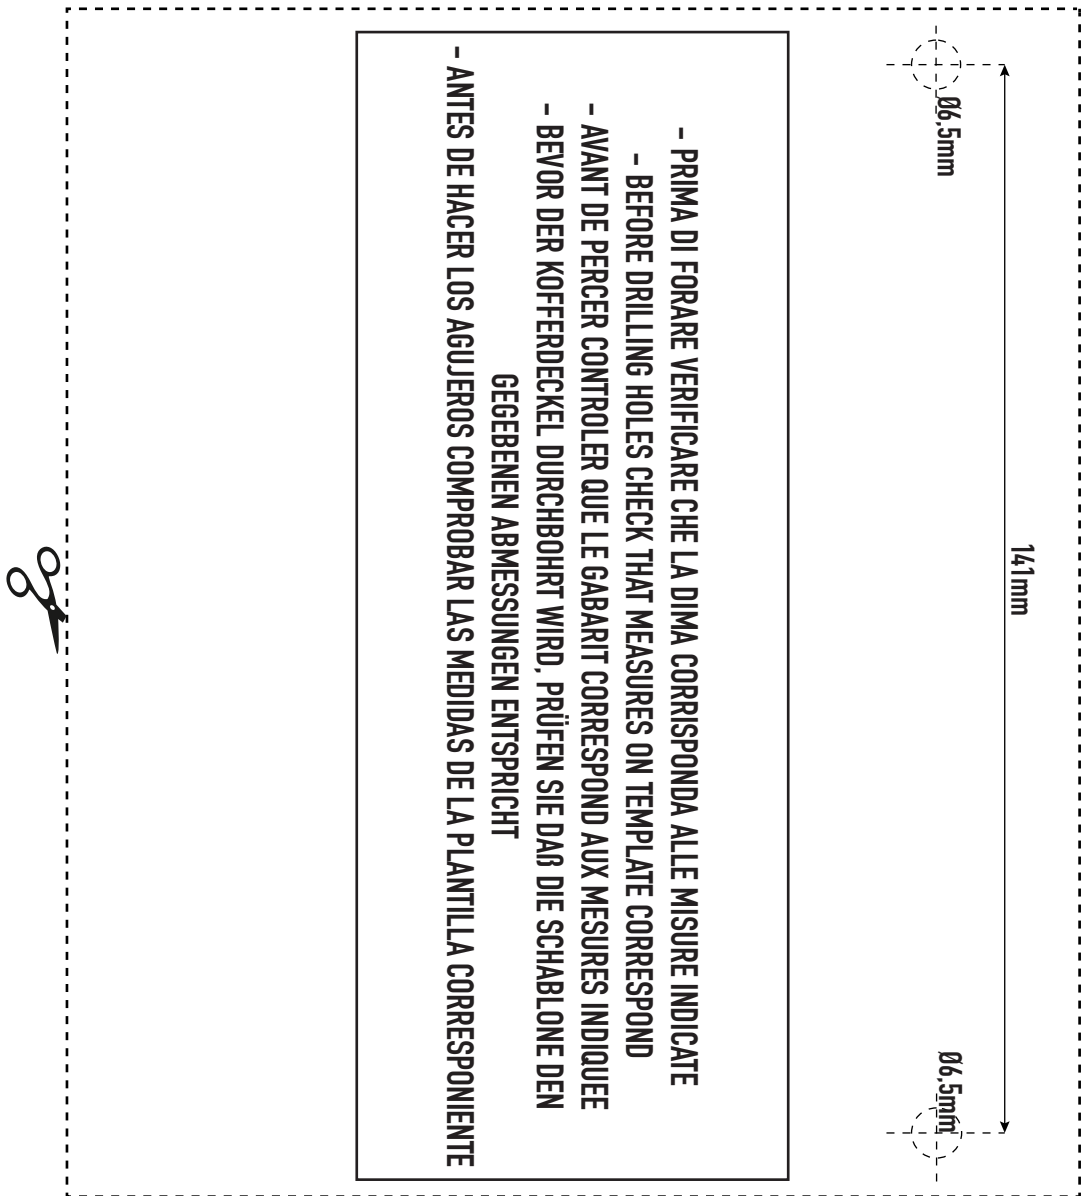 Ø6,5mm
141mm
Ø6,5mm
- PRIMA DI FORARE VERIFICARE CHE LA DIMA CORRISPONDA ALLE MISURE INDICATE
- BEFORE DRILLING HOLES CHECK THAT MEASURES ON TEMPLATE CORRESPOND
- AVANT DE PERCER CONTROLER QUE LE GABARIT CORRESPOND AUX MESURES INDIQUEE
- BEVOR DER KOFFERDECKEL DURCHBOHRT WIRD, PRÜFEN SIE DAß DIE SCHABLONE DEN
GEGEBENEN ABMESSUNGEN ENTSPRICHT
- ANTES DE HACER LOS AGUJEROS COMPROBAR LAS MEDIDAS DE LA PLANTILLA CORRESPONIENTE